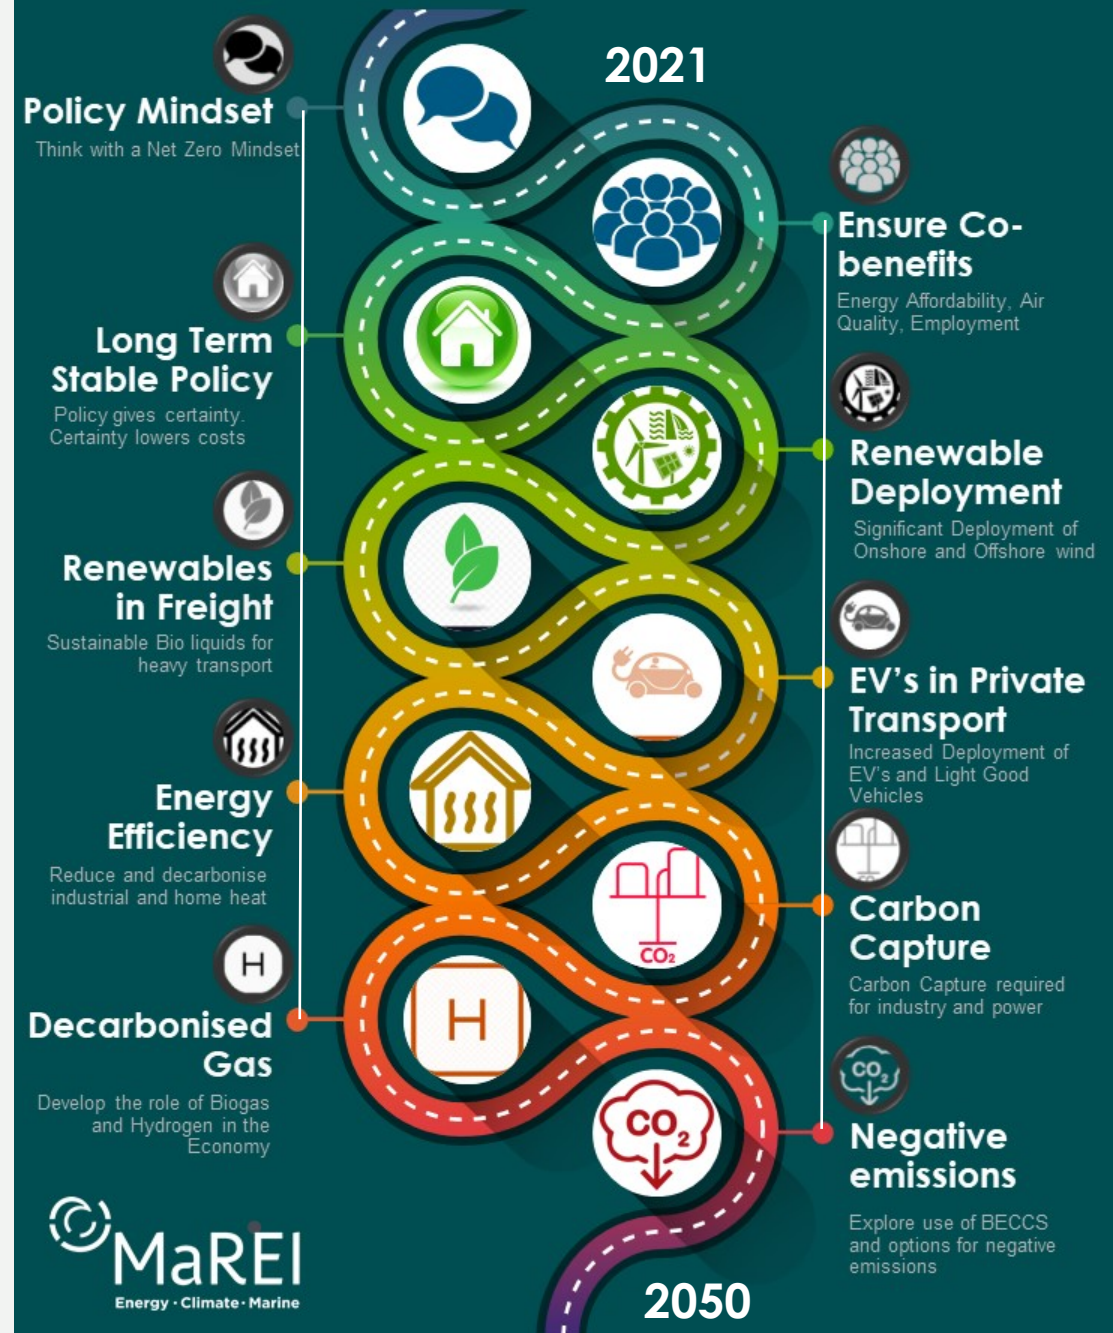 2021
Policy Mindset
Think with a Net Zero Mindset
Ensure Co-
benefits
Energy Affordability, Air
Quality, Employment
Long Term
Stable Policy
Policy gives certainty.
Certainty lowers costs
Renewable
Deployment
Significant Deployment of
Onshore and Offshore wind
Renewables
in Freight
Sustainable Bio liquids for
heavy transport
EV's in Private
Transport
Increased Deployment of
EV's and Light Good
Vehicles
Energy
Efficiency
Reduce and decarbonise
industrial and home heat
CO₂
Carbon
Capture
Carbon Capture required
for industry and power
H
H
Decarbonised
Gas
Develop the role of Biogas
and Hydrogen in the
Economy
CO₂
CO₂
Negative
emissions
Explore use of BECCS
and options for negative
emissions
MaREI
Energy · Climate · Marine
2050